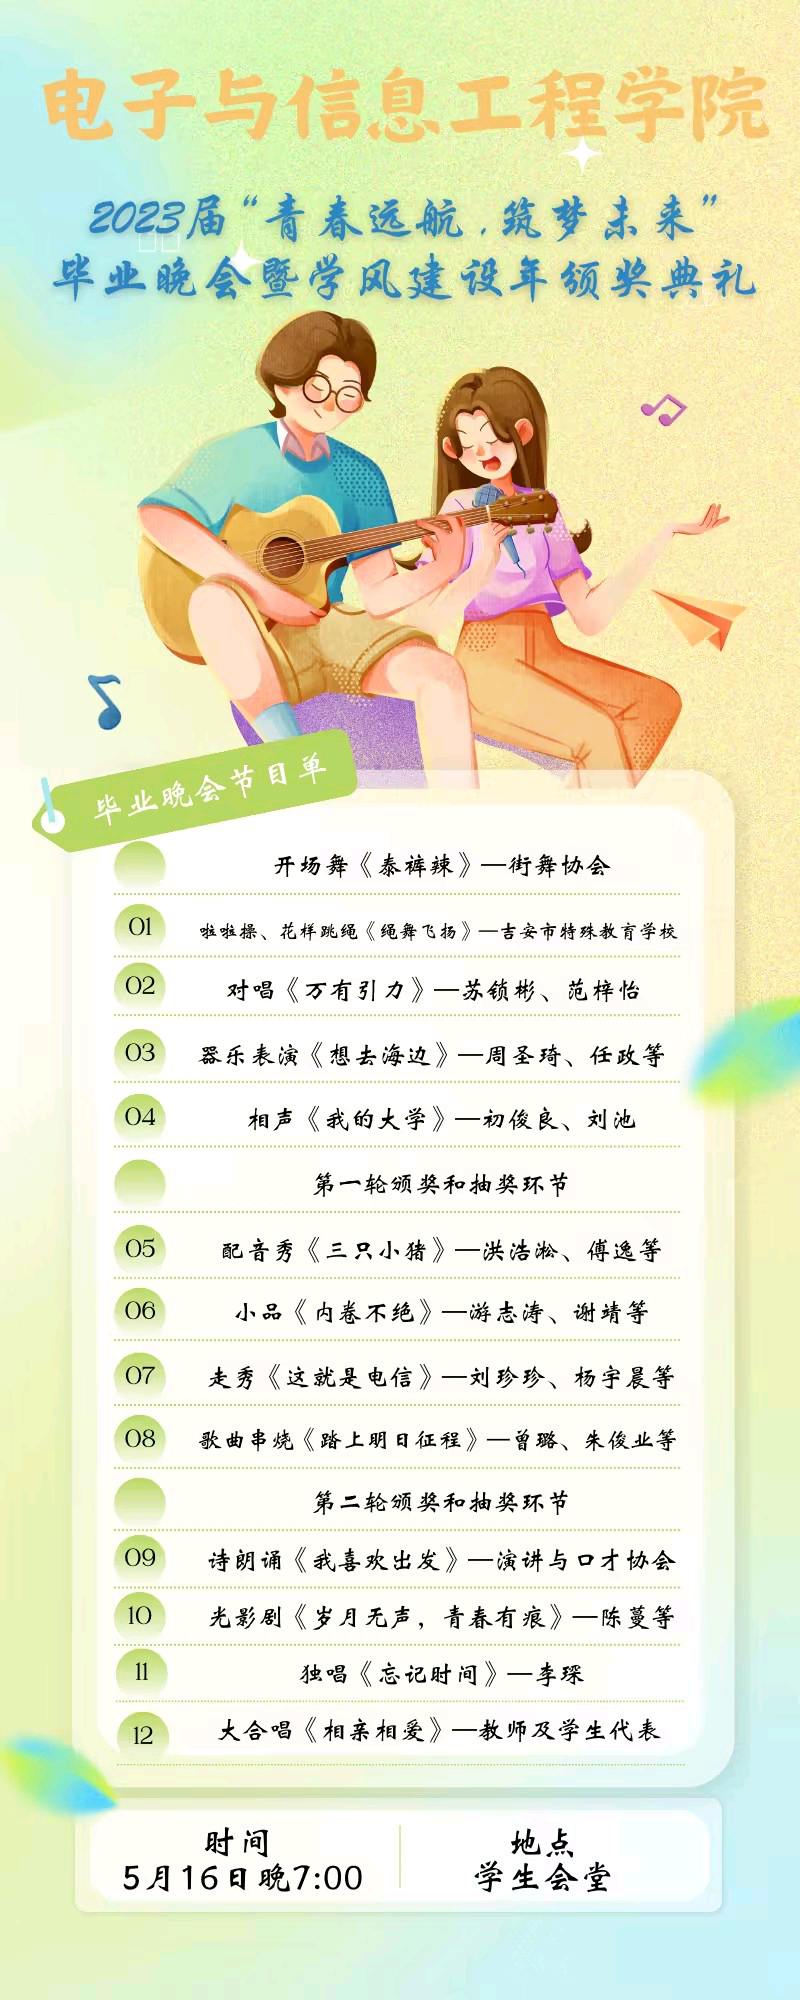 电子与信息工程学院
2023届“青春远航,筑梦未来”
毕业晚会暨学风建设年颁奖典礼
毕业晚会节目单
开场舞《泰裤辣》—街舞协会
01 啦啦操、花样跳绳《绳舞飞扬》—吉安市特殊教育学校
02 对唱《万有引力》—苏锁彬、范梓怡
03 器乐表演《想去海边》—周圣琦、任政等
04 相声《我的大学》—初俊良、刘池
第一轮颁奖和抽奖环节
05 配音秀《三只小猪》—洪浩淞、傅逸等
06 小品《内卷不绝》—游志涛、谢靖等
07 走秀《这就是电信》—刘珍珍、杨宇晨等
08 歌曲串烧《踏上明日征程》—曾璐、朱俊业等
第二轮颁奖和抽奖环节
09 诗朗诵《我喜欢出发》—演讲与口才协会
10 光影剧《岁月无声，青春有痕》—陈蔓等
11 独唱《忘记时间》—李琛
12 大合唱《相亲相爱》—教师及学生代表
时间
5月16日晚7:00
地点
学生会堂